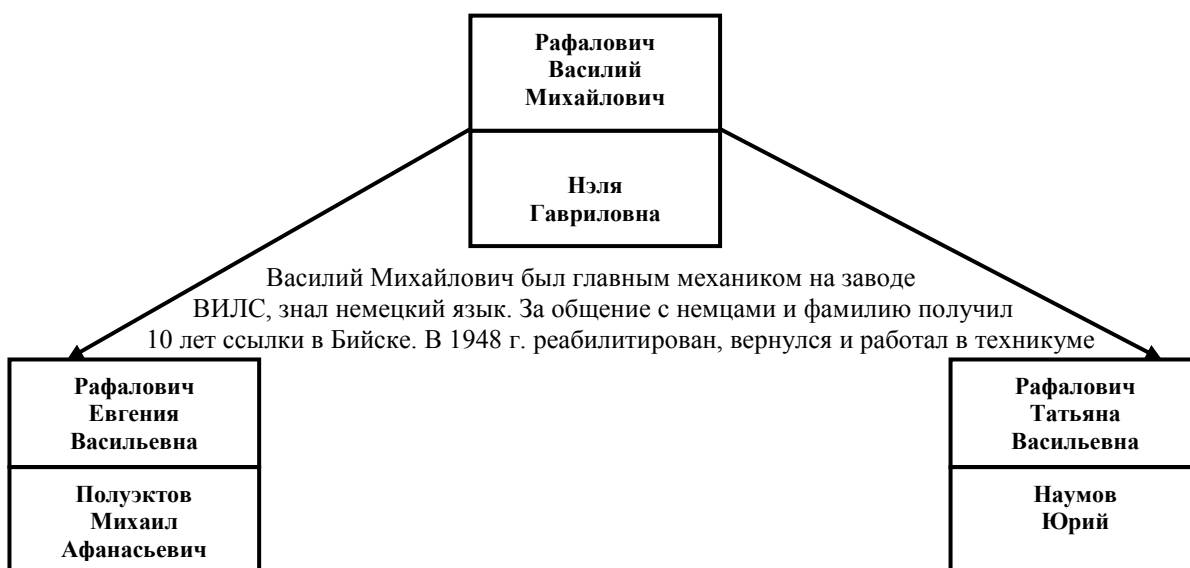 Рафалович
Василий
Михайлович
Нэля
Гавриловна
Василий Михайлович был главным механиком на заводе
ВИЛС, знал немецкий язык. За общение с немцами и фамилию получил
10 лет ссылки в Бийске. В 1948 г. реабилитирован, вернулся и работал в техникуме
Рафалович
Евгения
Васильевна
Полуэктов
Михаил
Афанасьевич
Рафалович
Татьяна
Васильевна
Наумов
Юрий